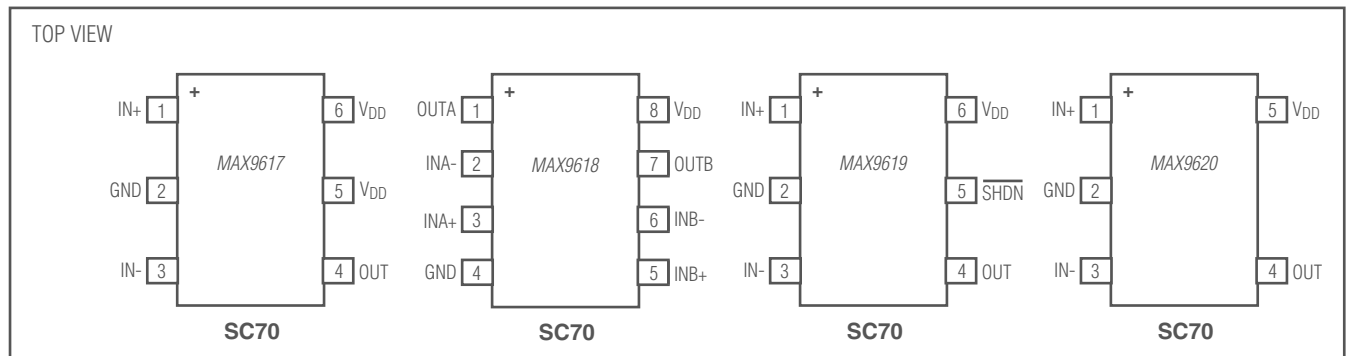 TOP VIEW
+
IN+ 1
6 VDD
MAX9617
GND 2
5 VDD
IN- 3
4 OUT
SC70
+
OUTA 1
8 VDD
INA- 2
7 OUTB
MAX9618
INA+ 3
6 INB-
GND 4
5 INB+
SC70
+
IN+ 1
6 VDD
MAX9619
GND 2
5 SHDN
IN- 3
4 OUT
SC70
+
IN+ 1
5 VDD
MAX9620
GND 2
IN- 3
4 OUT
SC70